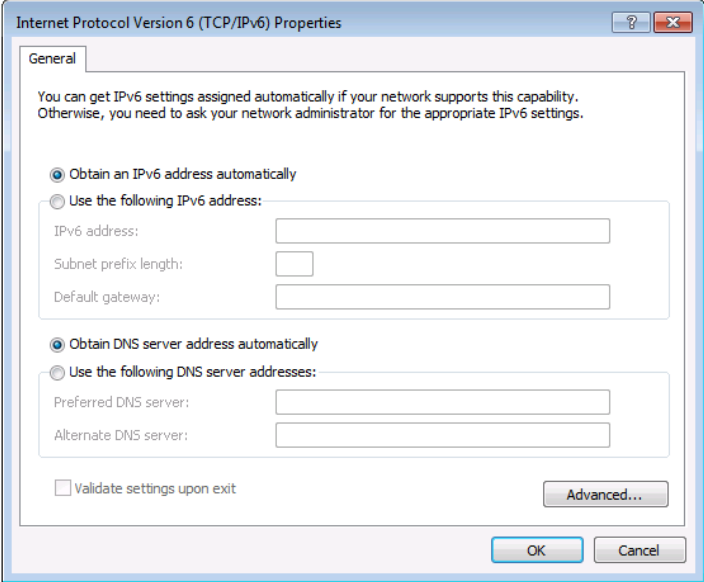 Internet Protocol Version 6 (TCP/IPv6) Properties
?
General
You can get IPv6 settings assigned automatically if your network supports this capability.
Otherwise, you need to ask your network administrator for the appropriate IPv6 settings.
Obtain an IPv6 address automatically
Use the following IPv6 address:
IPv6 address:
Subnet prefix length:
Default gateway:
Obtain DNS server address automatically
Use the following DNS server addresses:
Preferred DNS server:
Alternate DNS server:
Validate settings upon exit
Advanced...
OK
Cancel